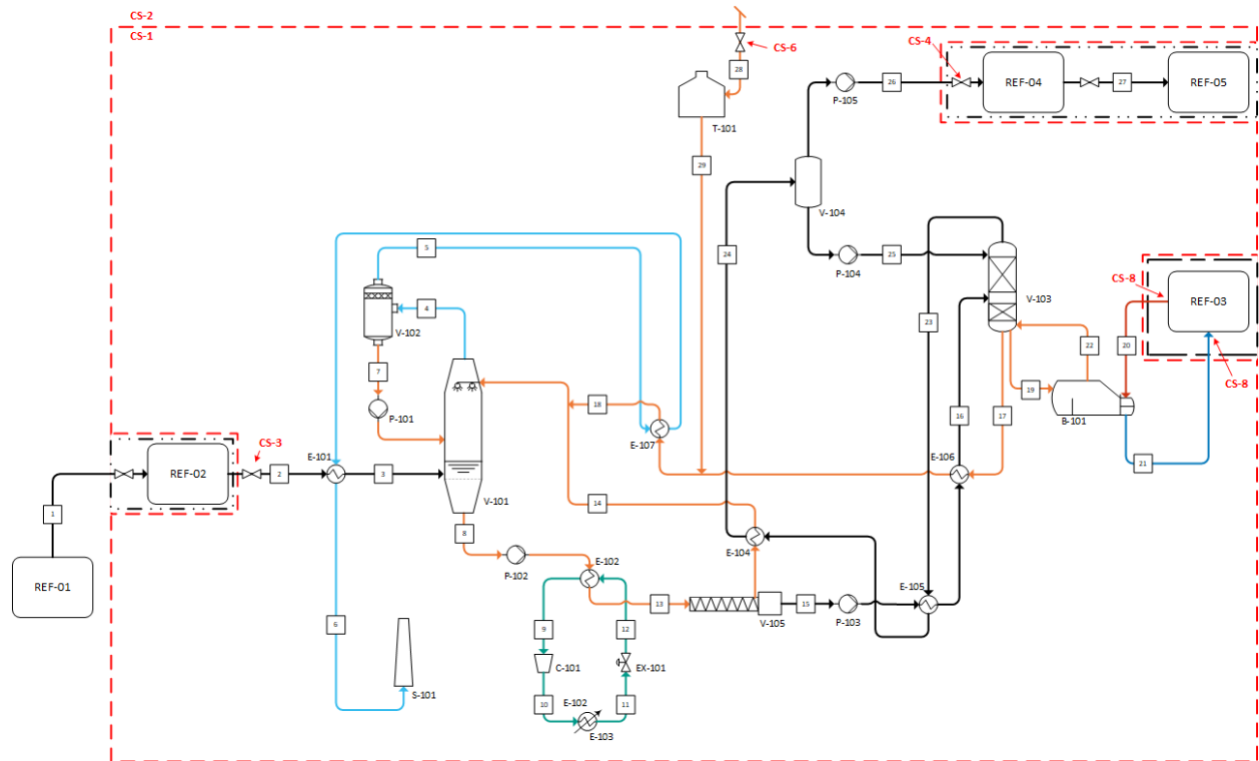 CS-2
CS-1
CS-6
28
T-101
29
CS-4
REF-04
27
REF-05
P-105
26
V-104
24
P-104
25
V-103
23
CS-8
REF-03
20
CS-8
22
19
B-101
21
16
17
E-106
5
4
V-102
7
P-101
18
E-107
CS-3
E-101
REF-02
2
3
V-101
1
REF-01
8
14
E-104
P-102
E-102
13
V-105
15
P-103
E-105
9
12
C-101
EX-101
10
E-102
11
E-103
6
S-101